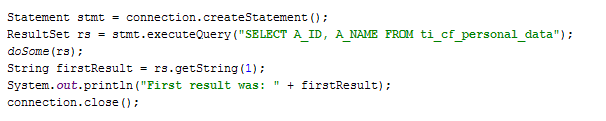 Statement stmt = connection.createStatement();
ResultSet rs = stmt.executeQuery("SELECT A_ID, A_NAME FROM ti_cf_personal_data");
doSome(rs);
String firstResult = rs.getString(1);
System.out.println("First result was: " + firstResult);
connection.close();